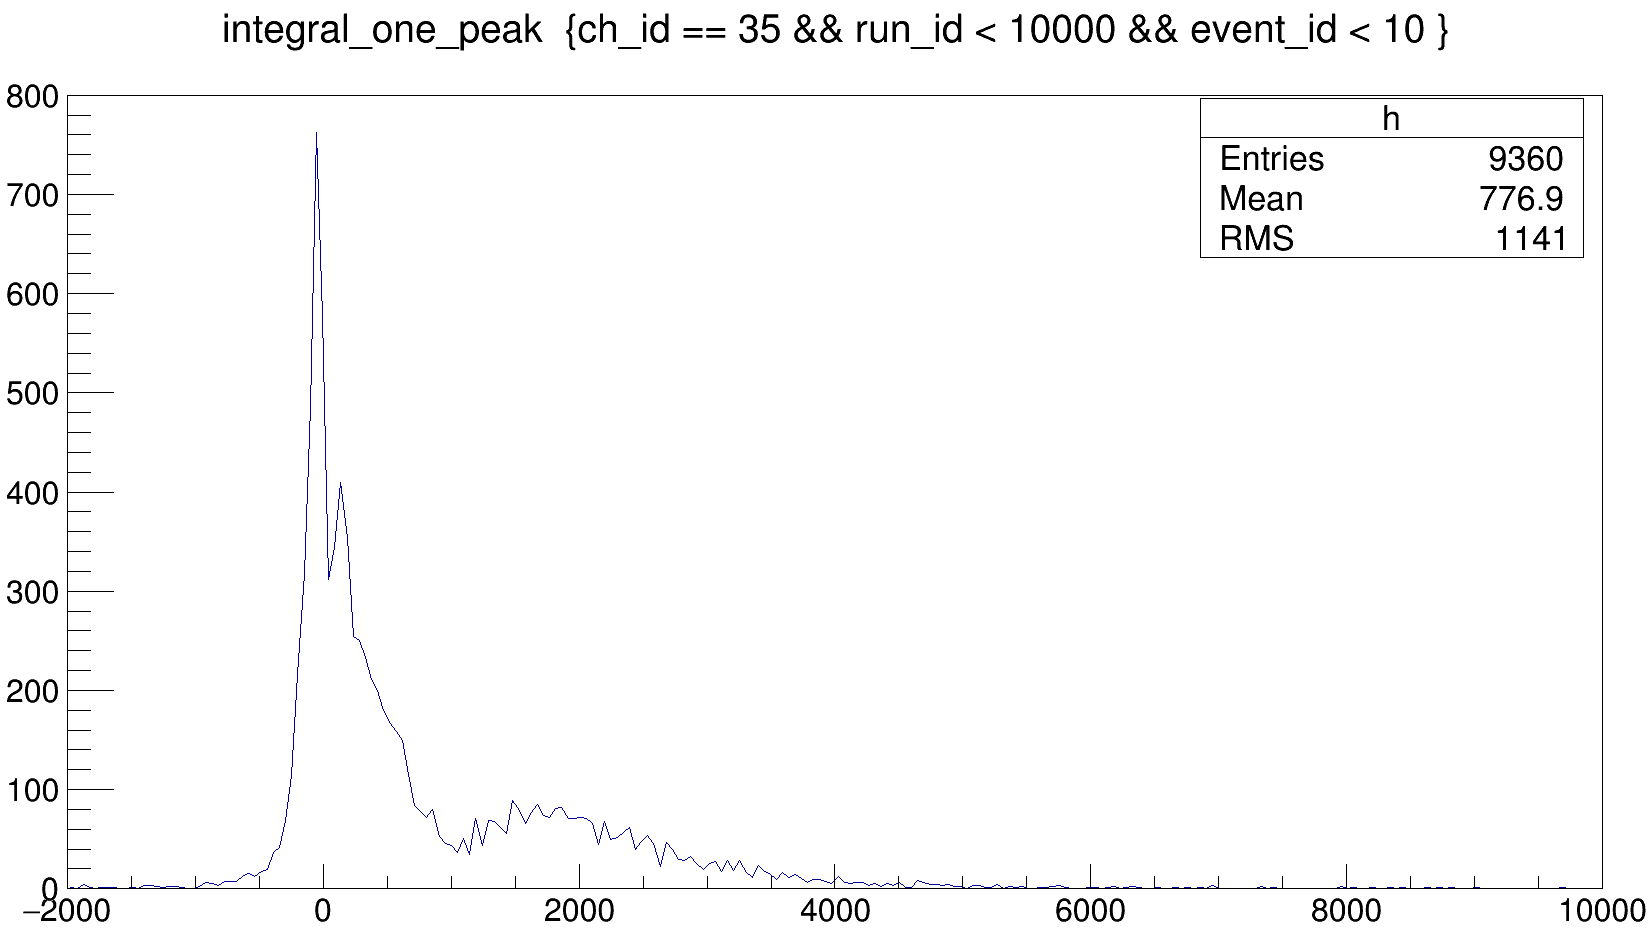 integral_one_peak {ch_id == 35 && run_id < 10000 && event_id < 10 }
h
Entries 9360
Mean 776.9
RMS 1141
800
700
600
500
400
300
200
100
0
−2000 0 2000 4000 6000 8000 10000